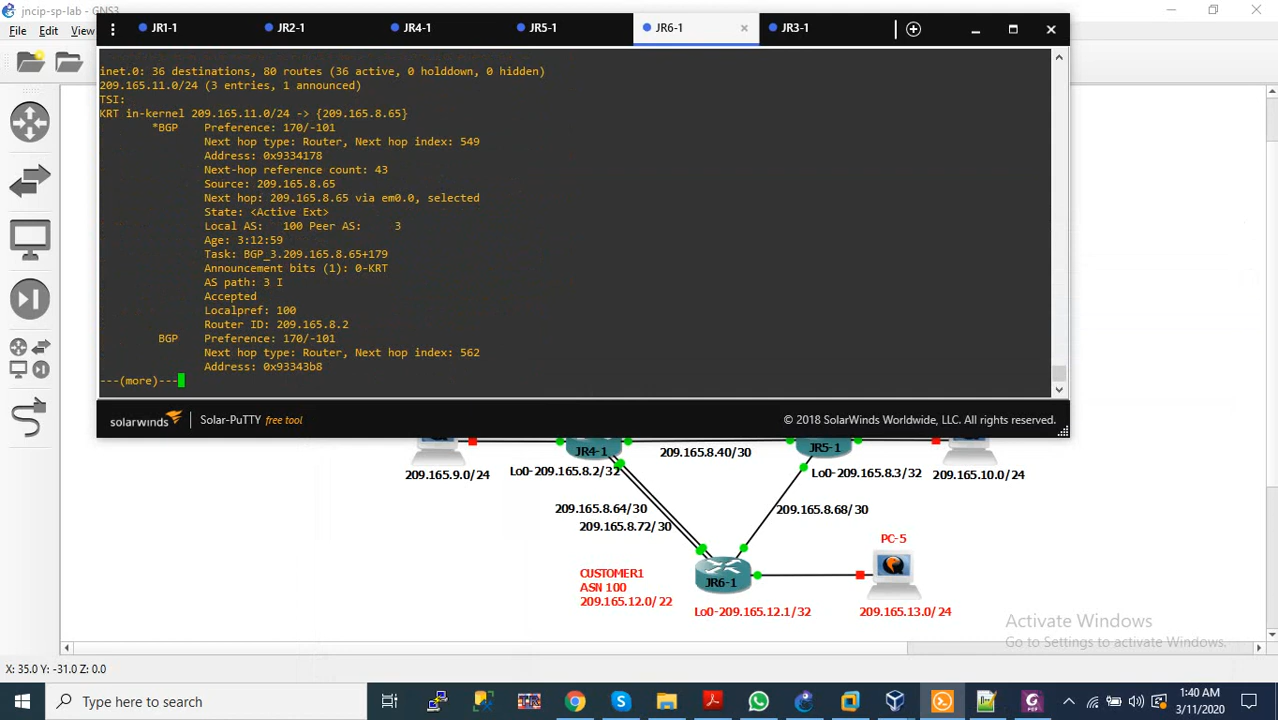 jncip-sp-lab - GNS3
File Edit View
JR1-1 JR2-1 JR4-1 JR5-1 JR6-1 JR3-1
inet.0: 36 destinations, 80 routes (36 active, 0 holddown, 0 hidden)
209.165.11.0/24 (3 entries, 1 announced)
TSI:
KRT in-kernel 209.165.11.0/24 -> {209.165.8.65}
*BGP Preference: 170/-101
Next hop type: Router, Next hop index: 549
Address: 0x9334178
Next-hop reference count: 43
Source: 209.165.8.65
Next hop: 209.165.8.65 via em0.0, selected
State: <Active Ext>
Local AS: 100 Peer AS: 3
Age: 3:12:59
Task: BGP_3.209.165.8.65+179
Announcement bits (1): 0-KRT
AS path: 3 I
Accepted
Localpref: 100
Router ID: 209.165.8.2
BGP Preference: 170/-101
Next hop type: Router, Next hop index: 562
Address: 0x93343b8
---(more)---
solarwinds Solar-PuTTY free tool © 2018 SolarWinds Worldwide, LLC. All rights reserved.
JR4-1 209.165.8.40/30 JR5-1
209.165.9.0/24 Lo0-209.165.8.2/32 Lo0-209.165.8.3/32 209.165.10.0/24
209.165.8.64/30 209.165.8.68/30
209.165.8.72/30
PC-5
CUSTOMER1
ASN 100
209.165.12.0/22
JR6-1
Lo0-209.165.12.1/32 209.165.13.0/24
Activate Windows
Go to Settings to activate Windows.
X: 35.0 Y: -31.0 Z: 0.0
Type here to search
1:40 AM
3/11/2020